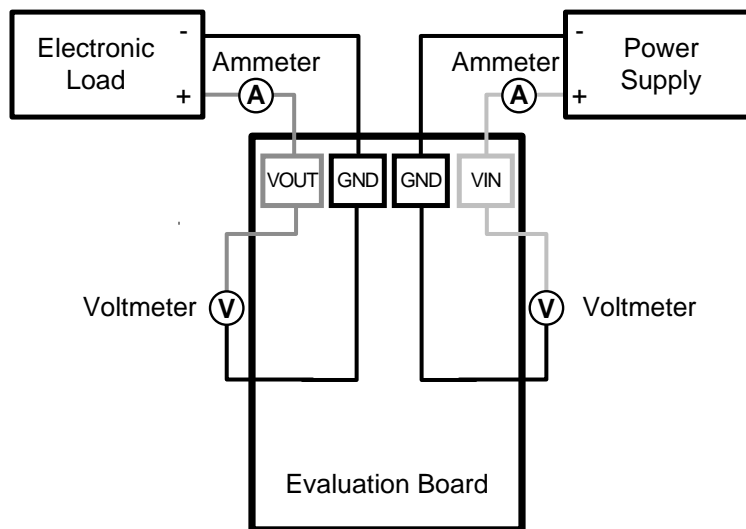 Electronic
Load
-
+
Ammeter
A
Ammeter
A
-
+
Power
Supply
VOUT
GND
GND
VIN
Voltmeter
V
V
Voltmeter
Evaluation Board